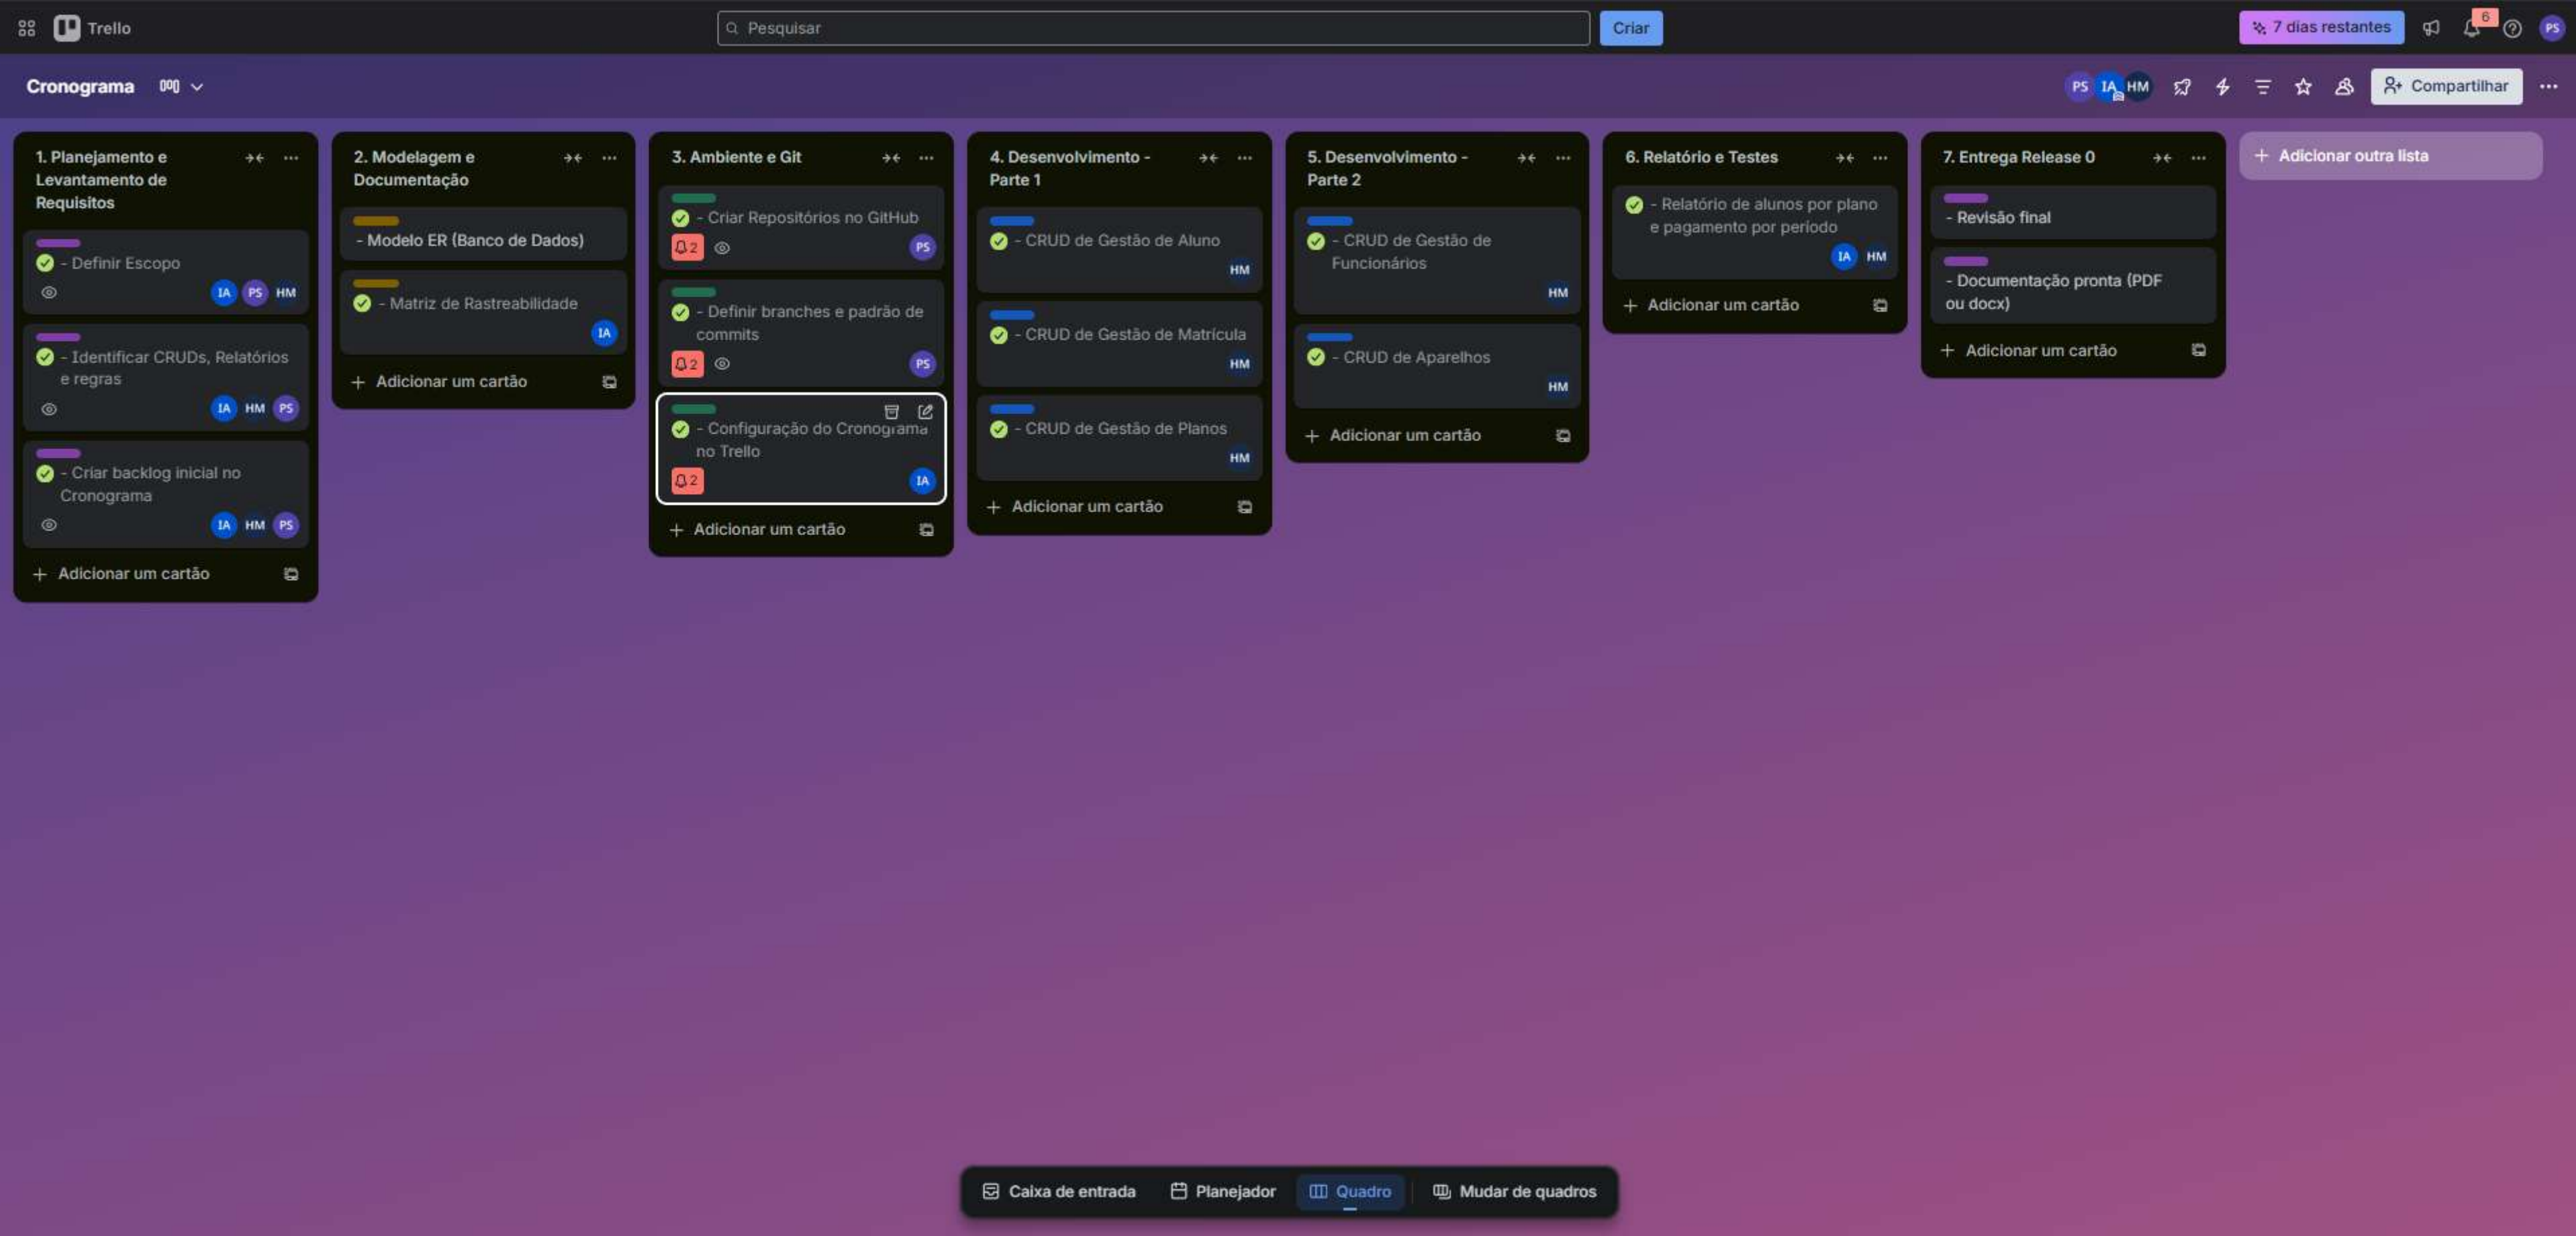 Trello
Pesquisar
Criar
7 dias restantes
6
PS
Cronograma
PS IA HM
Compartilhar
1. Planejamento e
Levantamento de
Requisitos
- Definir Escopo
IA PS HM
- Identificar CRUDs, Relatórios
e regras
IA HM PS
- Criar backlog inicial no
Cronograma
IA HM PS
Adicionar um cartão
2. Modelagem e
Documentação
- Modelo ER (Banco de Dados)
- Matriz de Rastreabilidade
IA
Adicionar um cartão
3. Ambiente e Git
- Criar Repositórios no GitHub
2
PS
- Definir branches e padrão de
commits
2
PS
- Configuração do Cronograma
no Trello
2
IA
Adicionar um cartão
4. Desenvolvimento -
Parte 1
- CRUD de Gestão de Aluno
HM
- CRUD de Gestão de Matrícula
HM
- CRUD de Gestão de Planos
HM
Adicionar um cartão
5. Desenvolvimento -
Parte 2
- CRUD de Gestão de
Funcionários
HM
- CRUD de Aparelhos
HM
Adicionar um cartão
6. Relatório e Testes
- Relatório de alunos por plano
e pagamento por período
IA HM
Adicionar um cartão
7. Entrega Release 0
- Revisão final
- Documentação pronta (PDF
ou docx)
Adicionar um cartão
Adicionar outra lista
Caixa de entrada
Planejador
Quadro
Mudar de quadros